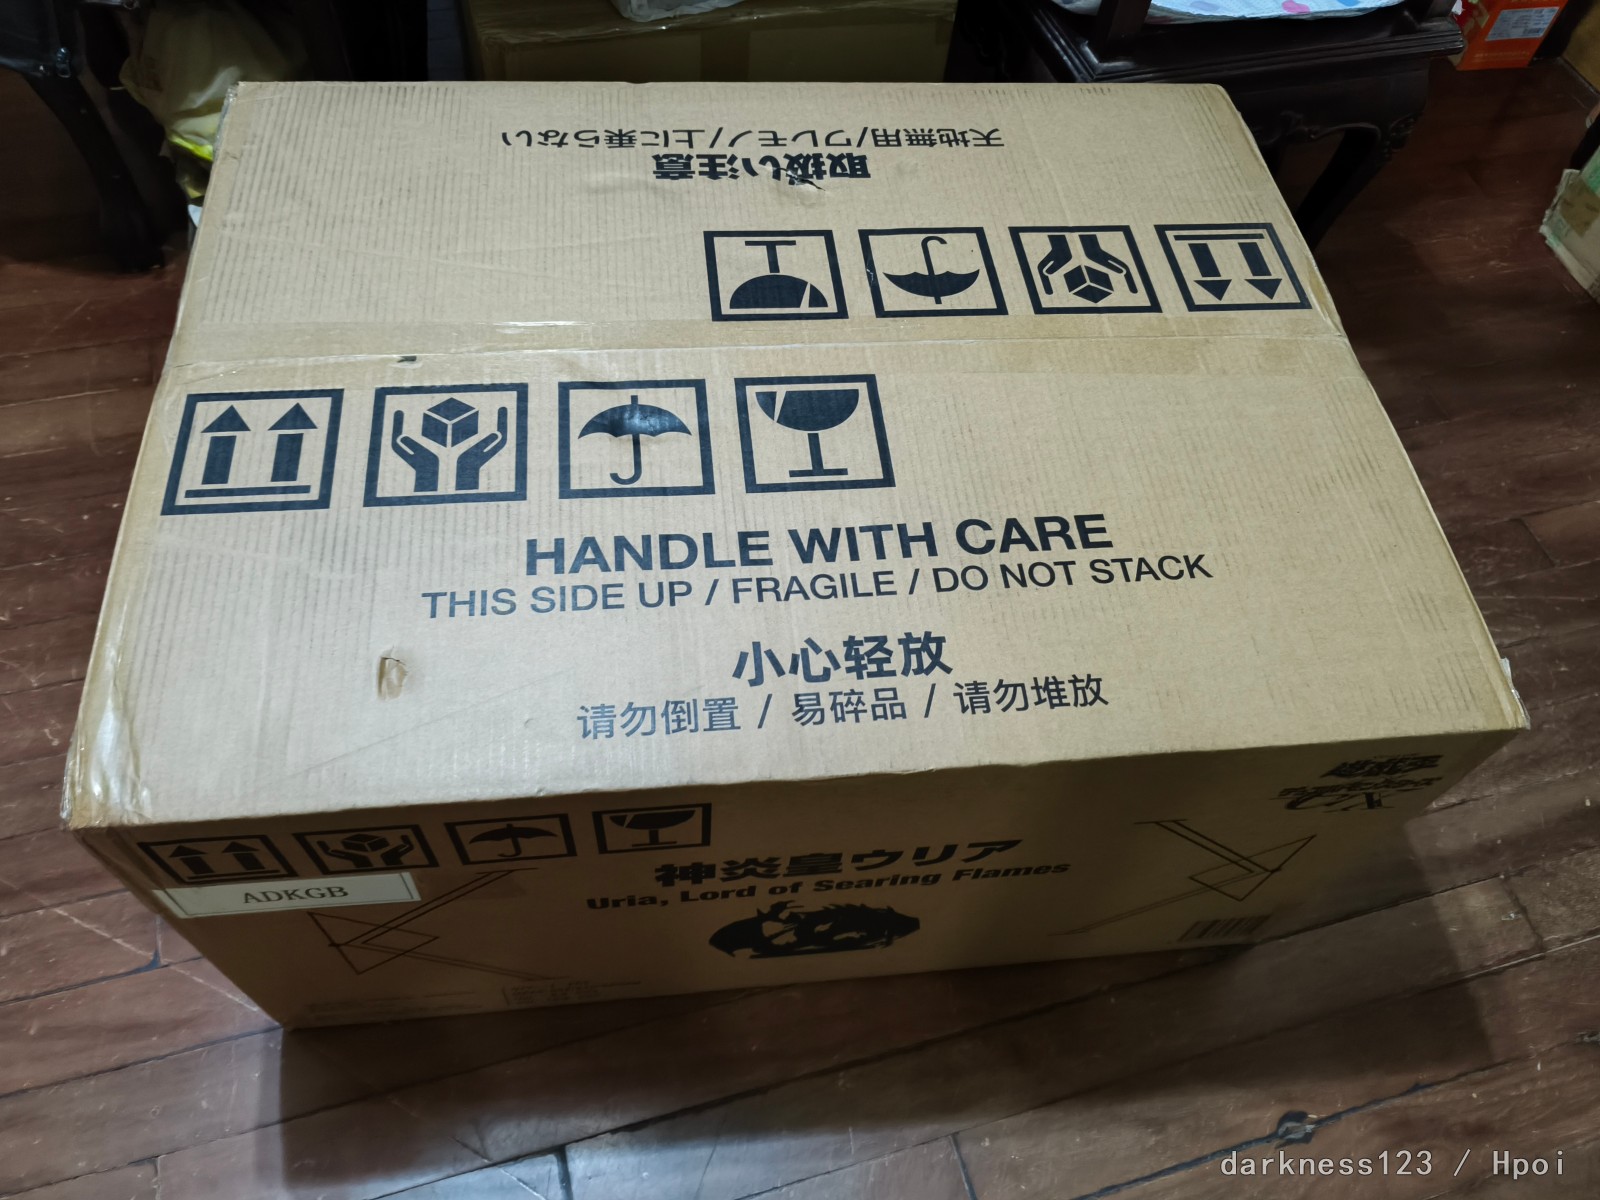 天地無用/ワレモノ/上に乗らない
取扱い注意
HANDLE WITH CARE
THIS SIDE UP / FRAGILE / DO NOT STACK
小心轻放
请勿倒置 / 易碎品 / 请勿堆放
神炎皇ウリア
Uria, Lord of Searing Flames
ADKGB
darkness123 / Hpoi